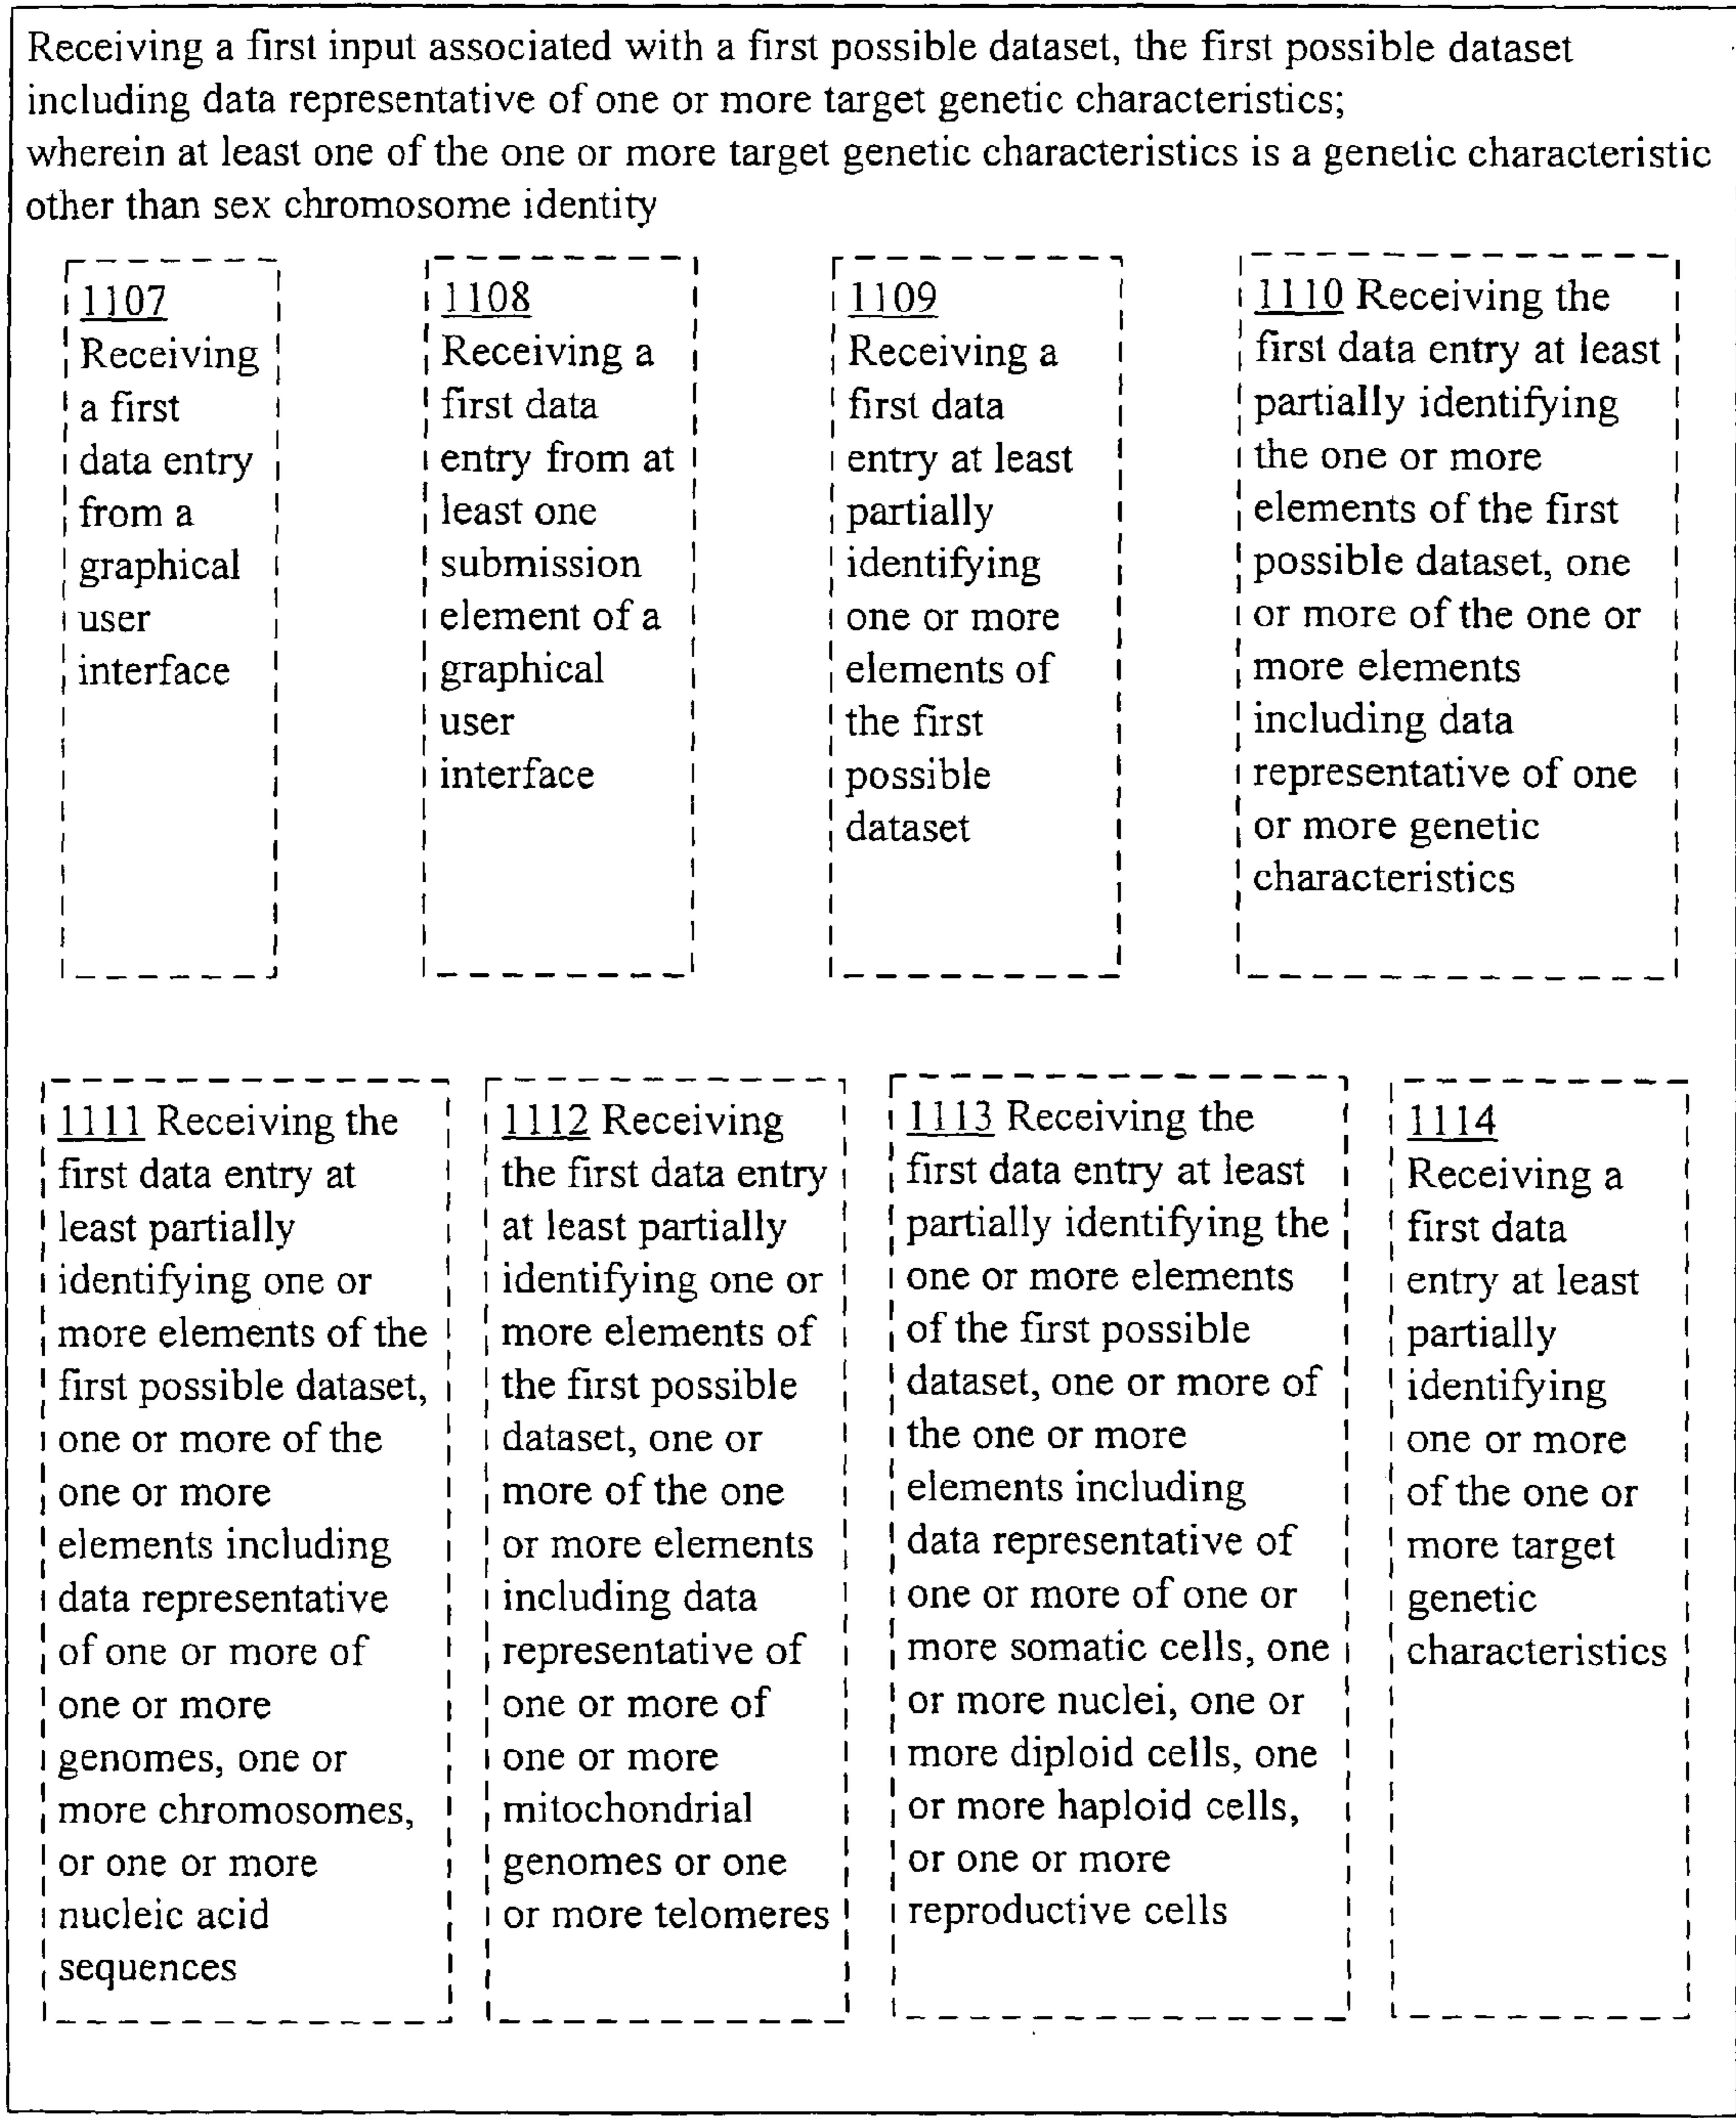 Receiving a first input associated with a first possible dataset, the first possible dataset
including data representative of one or more target genetic characteristics;
wherein at least one of the one or more target genetic characteristics is a genetic characteristic
other than sex chromosome identity
1107
Receiving
a first
data entry
from a
graphical
user
interface
1108
Receiving a
first data
entry from at
least one
submission
element of a
graphical
user
interface
1109
Receiving a
first data
entry at least
partially
identifying
one or more
elements of
the first
possible
dataset
1110 Receiving the
first data entry at least
partially identifying
the one or more
elements of the first
possible dataset, one
or more of the one or
more elements
including data
representative of one
or more genetic
characteristics
1111 Receiving the
first data entry at
least partially
identifying one or
more elements of the
first possible dataset,
one or more of the
one or more
elements including
data representative
of one or more of
one or more
genomes, one or
more chromosomes,
or one or more
nucleic acid
sequences
1112 Receiving
the first data entry
at least partially
identifying one or
more elements of
the first possible
dataset, one or
more of the one
or more elements
including data
representative of
one or more of
one or more
mitochondrial
genomes or one
or more telomeres
1113 Receiving the
first data entry at least
partially identifying the
one or more elements
of the first possible
dataset, one or more of
the one or more
elements including
data representative of
one or more of one or
more somatic cells, one
or more nuclei, one or
more diploid cells, one
or more haploid cells,
or one or more
reproductive cells
1114
Receiving a
first data
entry at least
partially
identifying
one or more
of the one or
more target
genetic
characteristics